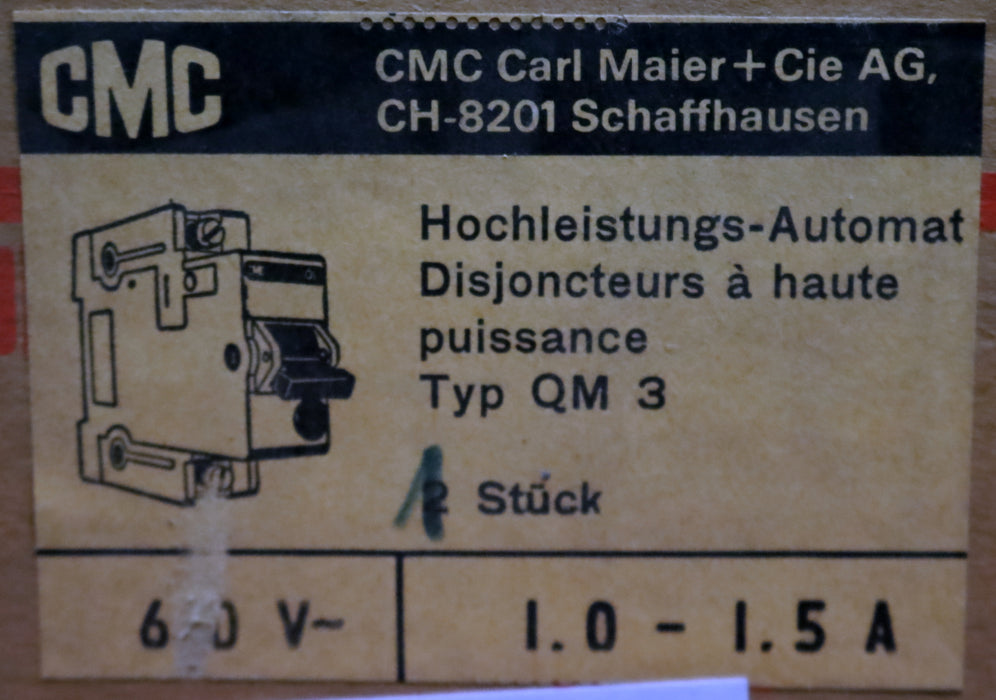 CMC
CMC Carl Maier+Cie AG,
CH-8201 Schaffhausen
Hochleistungs-Automat
Disjoncteurs à haute
puissance
Typ QM 3
1 Stück
V~
1.0 - 1.5 A